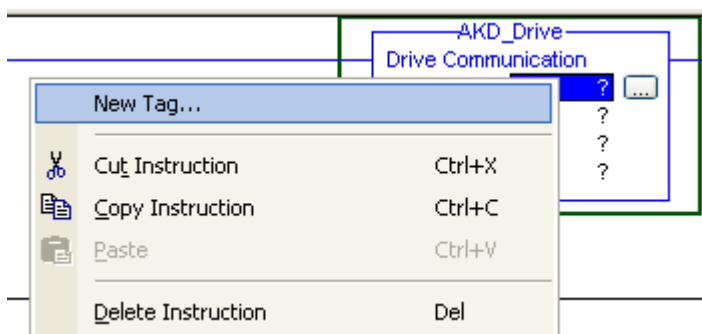 AKD_Drive
Drive Communication
? ...
?
?
?
New Tag...
Cut Instruction Ctrl+X
Copy Instruction Ctrl+C
Paste Ctrl+V
Delete Instruction Del